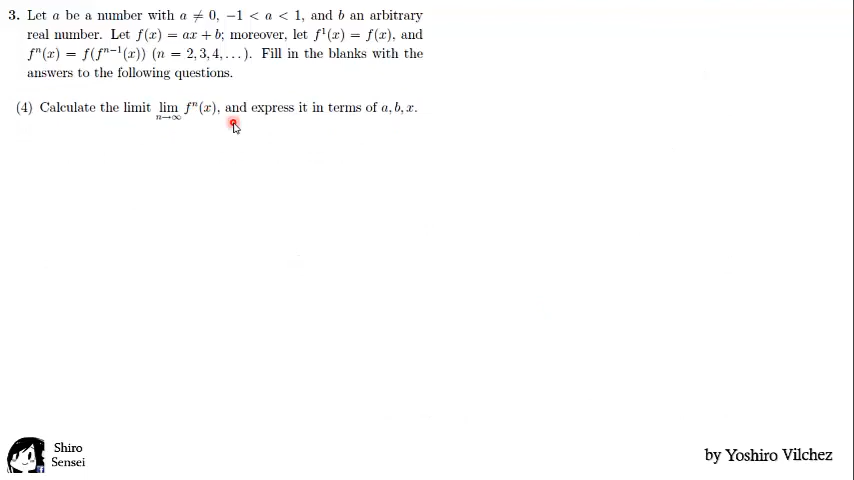 3. Let a be a number with a ≠ 0, −1 < a < 1, and b an arbitrary
real number. Let f(x) = ax + b; moreover, let f¹(x) = f(x), and
fⁿ(x) = f(fⁿ⁻¹(x)) (n = 2, 3, 4, . . . ). Fill in the blanks with the
answers to the following questions.
(4) Calculate the limit lim n→∞ fⁿ(x), and express it in terms of a, b, x.
Shiro
Sensei
by Yoshiro Vilchez